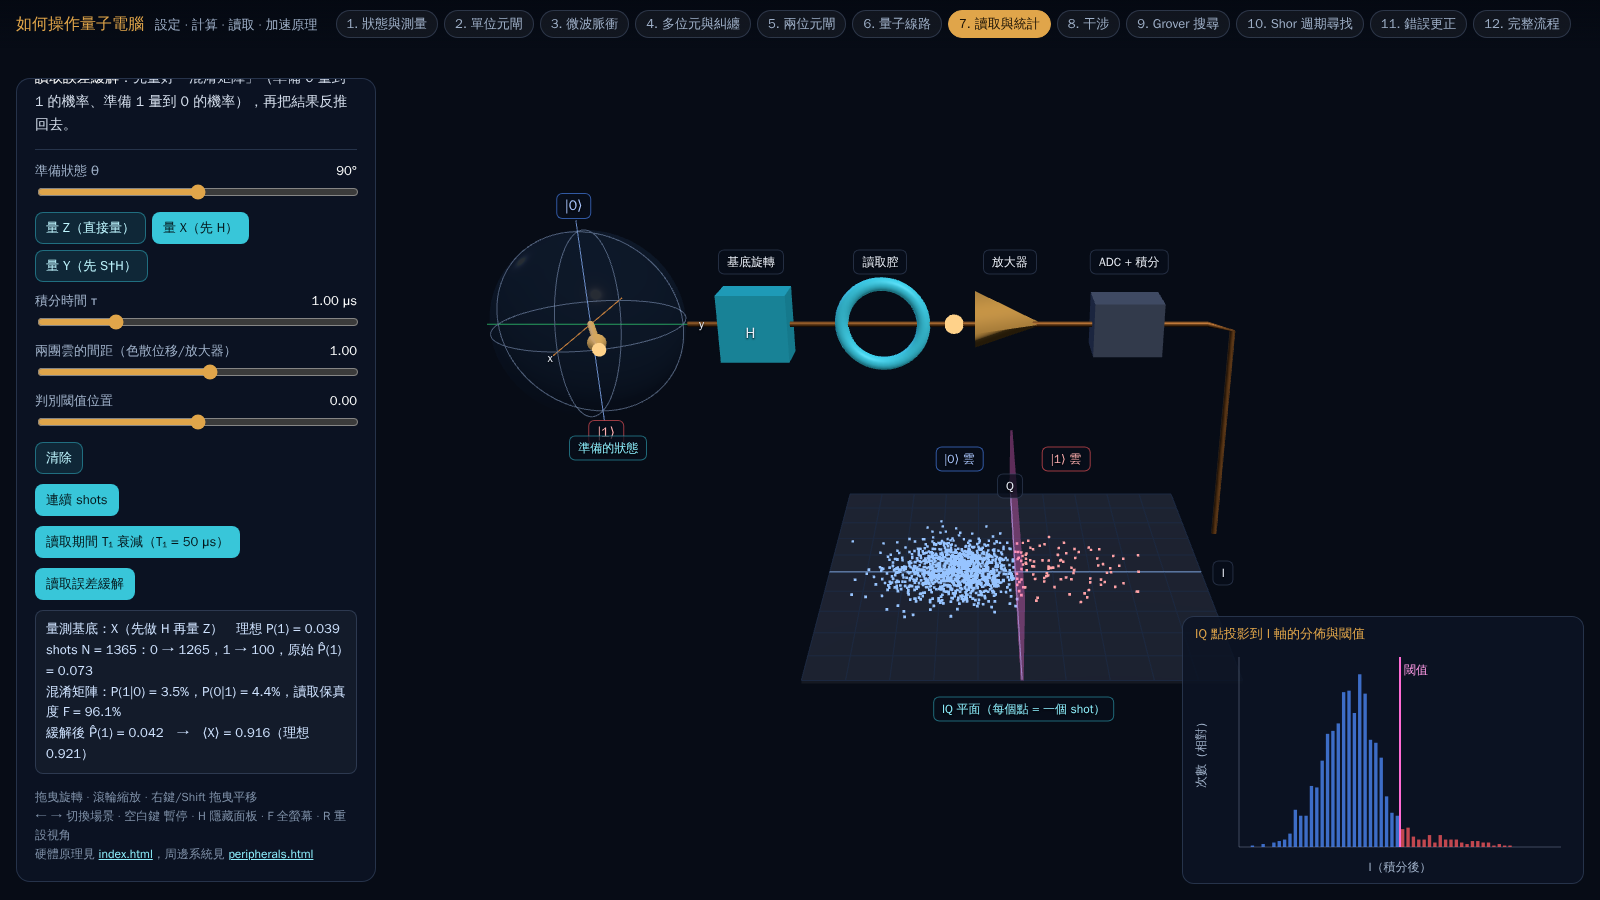 如何操作量子電腦 設定 · 計算 · 讀取 · 加速原理
1. 狀態與測量
2. 單位元閘
3. 微波脈衝
4. 多位元與糾纏
5. 兩位元閘
6. 量子線路
7. 讀取與統計
8. 干涉
9. Grover 搜尋
10. Shor 週期尋找
11. 錯誤更正
12. 完整流程
1 的機率、準備 1 量到 0 的機率），再把結果反推
回去。
準備狀態 θ 90°
量 Z（直接量）
量 X（先 H）
量 Y（先 S†H）
積分時間 τ 1.00 μs
兩團雲的間距（色散位移/放大器） 1.00
判別閾值位置 0.00
清除
連續 shots
讀取期間 T₁ 衰減（T₁ = 50 μs）
讀取誤差緩解
量測基底：X（先做 H 再量 Z） 理想 P(1) = 0.039
shots N = 1365：0 → 1265，1 → 100，原始 P̂(1)
= 0.073
混淆矩陣：P(1|0) = 3.5%，P(0|1) = 4.4%，讀取保真
度 F = 96.1%
緩解後 P̂(1) = 0.042 → ⟨X⟩ = 0.916（理想
0.921）
拖曳旋轉 · 滾輪縮放 · 右鍵/Shift 拖曳平移
← → 切換場景 · 空白鍵 暫停 · H 隱藏面板 · F 全螢幕 · R 重
設視角
硬體原理見 index.html，周邊系統見 peripherals.html
|0⟩
x
y
|1⟩
準備的狀態
基底旋轉
H
讀取腔
放大器
ADC + 積分
|0⟩ 雲
|1⟩ 雲
Q
I
IQ 平面（每個點 = 一個 shot）
IQ 點投影到 I 軸的分佈與閾值
閾值
次數（相對）
I（積分後）